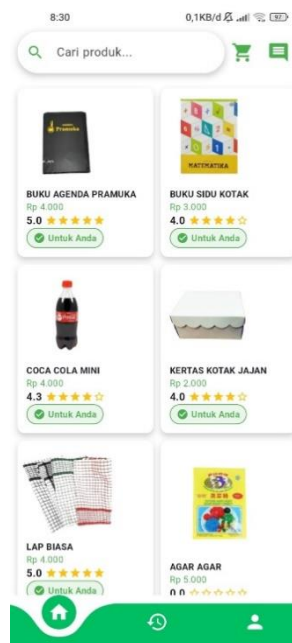 8:30
0,1KB/d
97
Cari produk...
Pramuka
MATEMATIKA
BUKU AGENDA PRAMUKA
Rp 4.000
5.0
Untuk Anda
BUKU SIDU KOTAK
Rp 3.000
4.0
Untuk Anda
COCA COLA MINI
Rp 4.000
4.3
Untuk Anda
KERTAS KOTAK JAJAN
Rp 2.000
4.0
Untuk Anda
LAP BIASA
Rp 4.000
5.0
Untuk Anda
AGAR AGAR
Rp 5.000
0.0